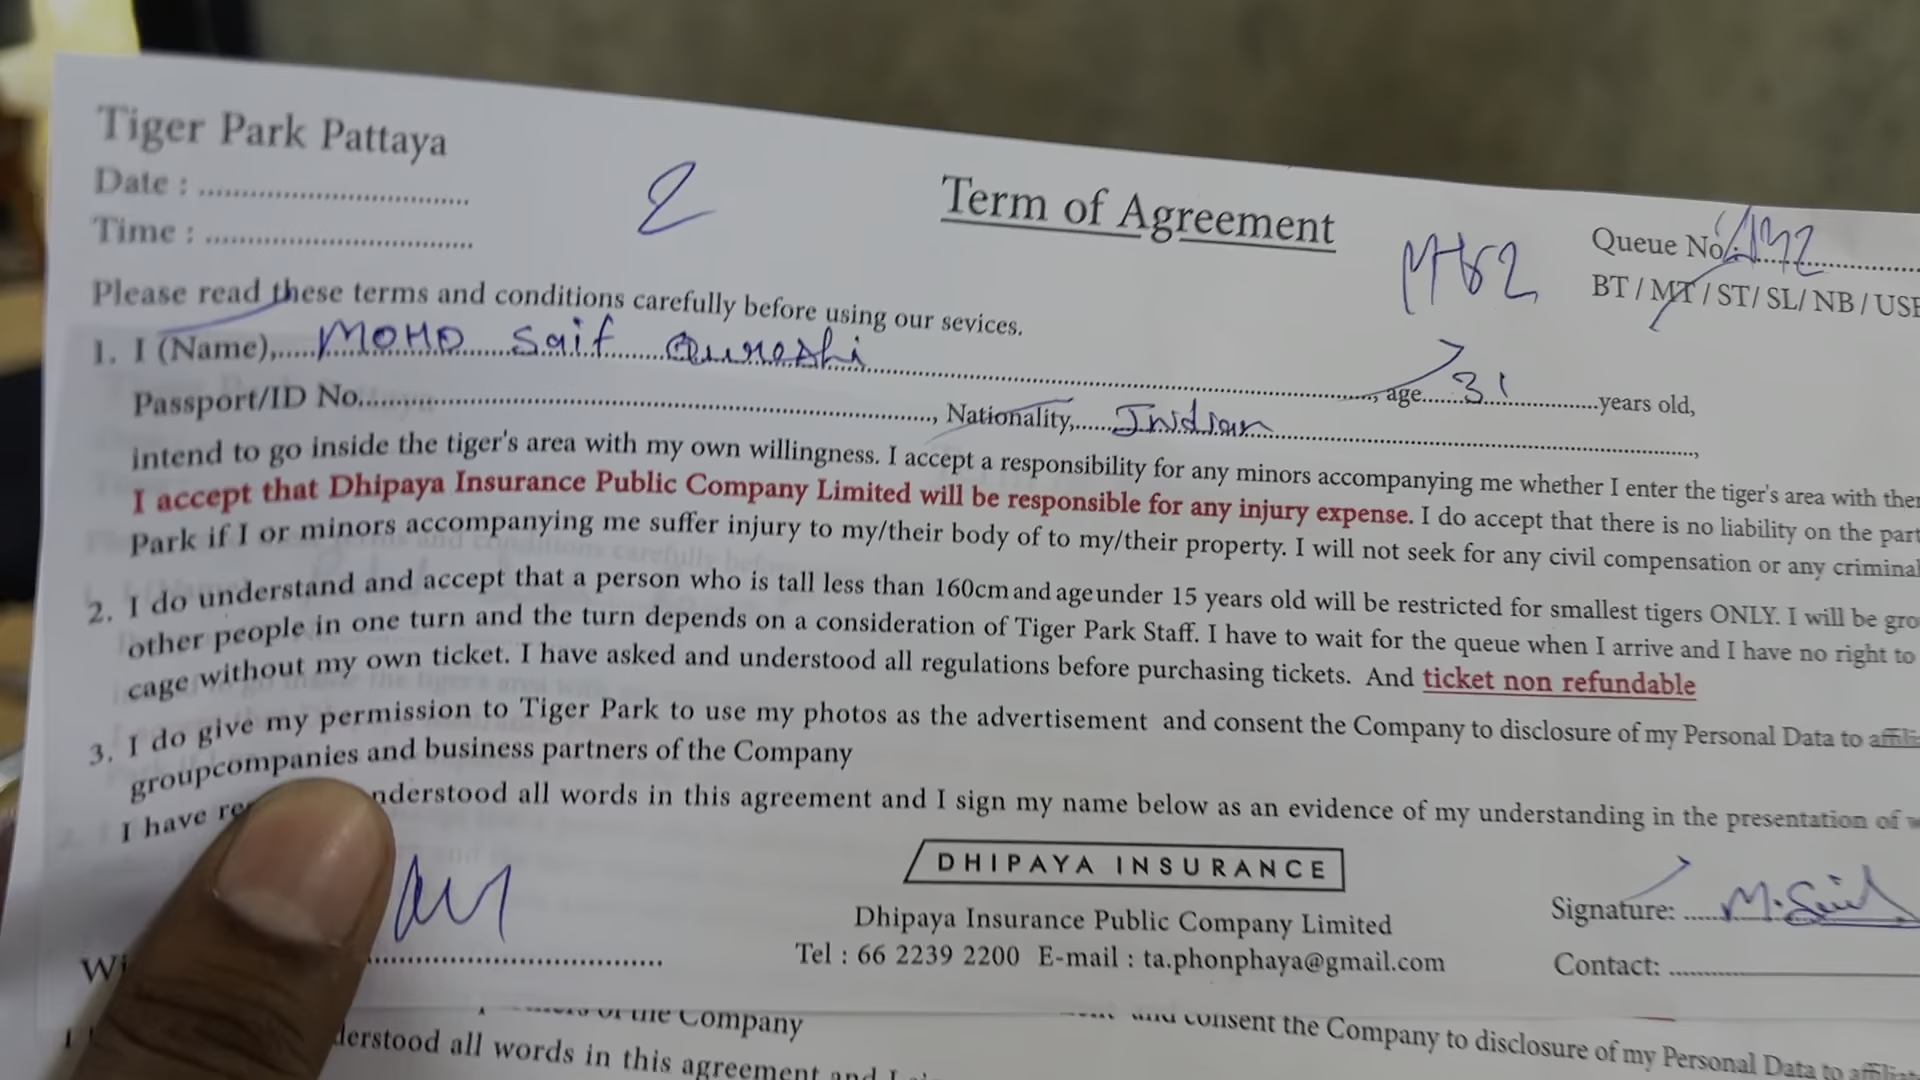 Tiger Park Pattaya
Date : ........................
Time : ........................
2
Term of Agreement
Queue No
BT / MT / ST/ SL/ NB / USE
Please read these terms and conditions carefully before using our sevices.
1. I (Name),..... MOHD Saif Qureshi ..... , age..... 31 .....years old,
Passport/ID No..........................., Nationality,..... Indian .....,
intend to go inside the tiger's area with my own willingness. I accept a responsibility for any minors accompanying me whether I enter the tiger's area with
I accept that Dhipaya Insurance Public Company Limited will be responsible for any injury expense. I do accept that there is no liability on the part
Park if I or minors accompanying me suffer injury to my/their body of to my/their property. I will not seek for any civil compensation or any criminal
2. I do understand and accept that a person who is tall less than 160cm and age under 15 years old will be restricted for smallest tigers ONLY. I will be
other people in one turn and the turn depends on a consideration of Tiger Park Staff. I have to wait for the queue when I arrive and I have no right to
cage without my own ticket. I have asked and understood all regulations before purchasing tickets. And ticket non refundable
3. I do give my permission to Tiger Park to use my photos as the advertisement and consent the Company to disclosure of my Personal Data to
groupcompanies and business partners of the Company
I have understood all words in this agreement and I sign my name below as an evidence of my understanding in the presentation of
DHIPAYA INSURANCE
Dhipaya Insurance Public Company Limited
Tel : 66 2239 2200 E-mail : ta.phonphaya@gmail.com
Signature: ..... M. Saif
Contact: ........................
of the Company
and consent the Company to disclosure of my Personal Data to
all words in this agreement and I